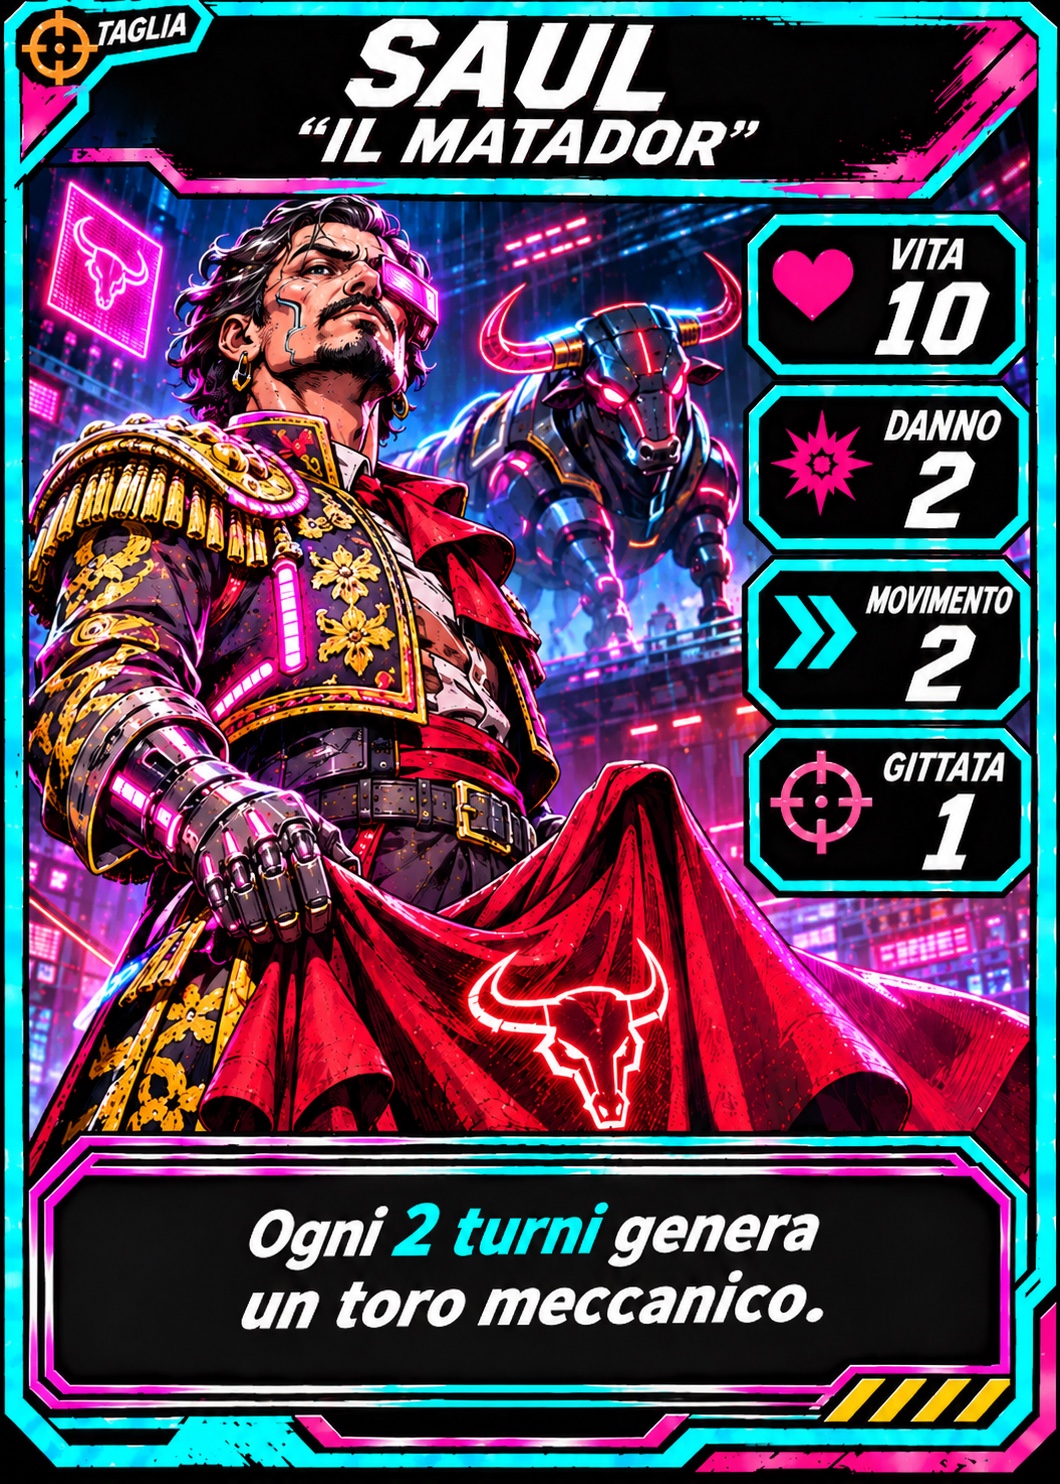 TAGLIA
SAUL
“IL MATADOR”
VITA
10
DANNO
2
MOVIMENTO
2
GITTATA
1
Ogni 2 turni genera
un toro meccanico.